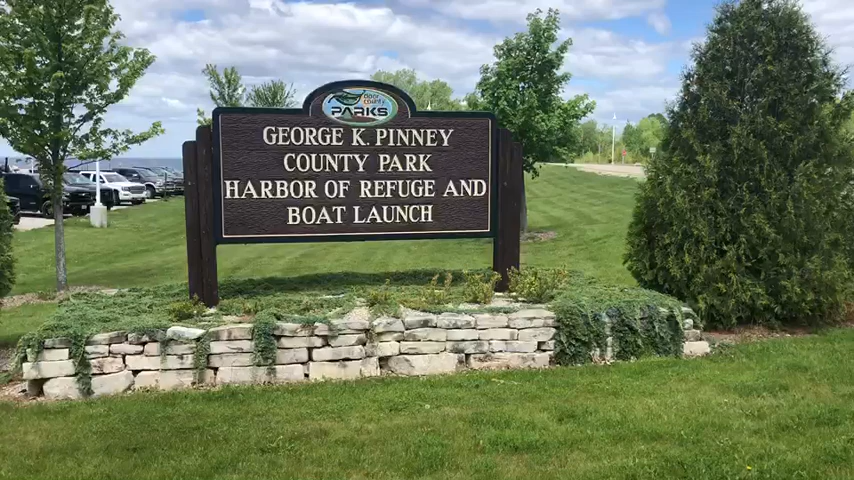 Door County
PARKS
GEORGE K. PINNEY
COUNTY PARK
HARBOR OF REFUGE AND
BOAT LAUNCH